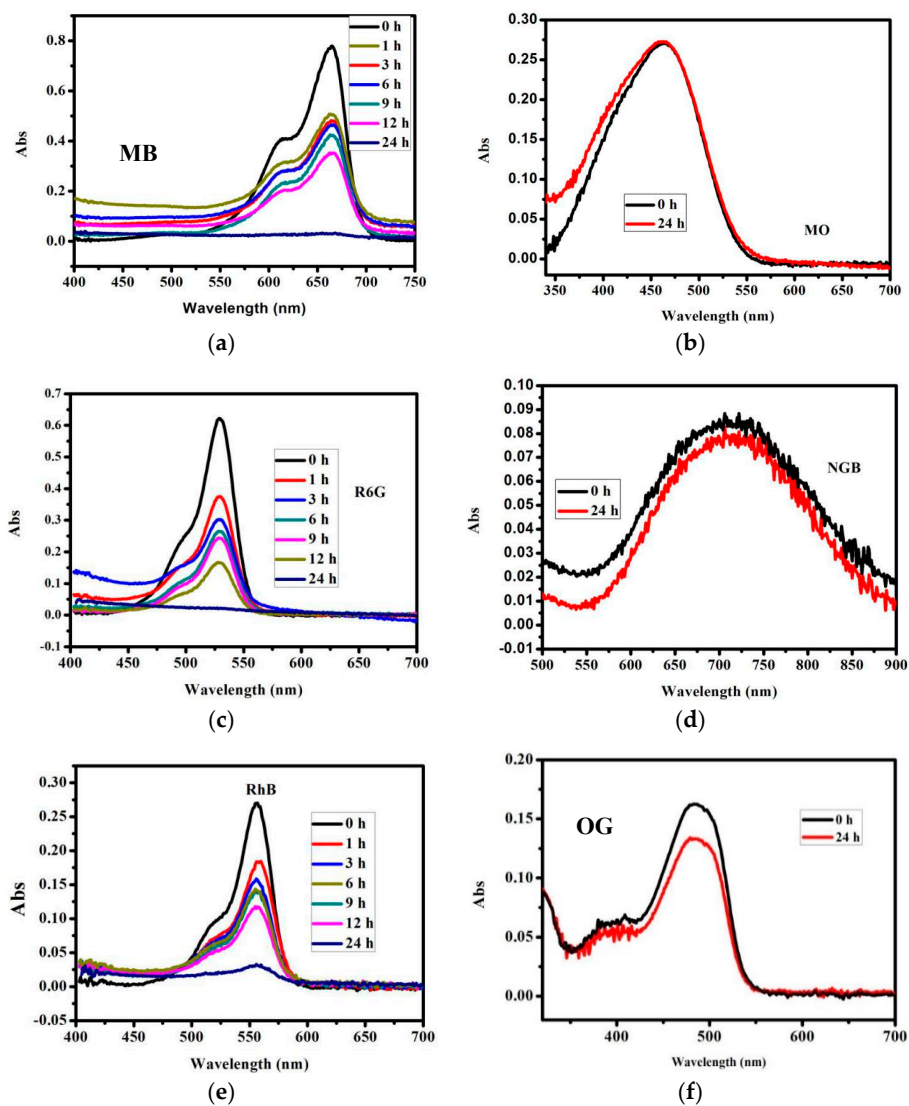 0.8
0.6
0.4
0.2
0.0
Abs
MB
0 h
1 h
3 h
6 h
9 h
12 h
24 h
400 450 500 550 600 650 700 750
Wavelength (nm)
(a)
0.30
0.25
0.20
0.15
0.10
0.05
0.00
Abs
0 h
24 h
MO
350 400 450 500 550 600 650 700
Wavelength (nm)
(b)
0.7
0.6
0.5
0.4
0.3
0.2
0.1
0.0
-0.1
Abs
0 h
1 h
3 h
6 h
9 h
12 h
24 h
R6G
400 450 500 550 600 650 700
Wavelength (nm)
(c)
0.10
0.09
0.08
0.07
0.06
0.05
0.04
0.03
0.02
0.01
0.00
-0.01
Abs
0 h
24 h
NGB
500 550 600 650 700 750 800 850 900
Wavelength (nm)
(d)
0.30
0.25
0.20
0.15
0.10
0.05
0.00
-0.05
Abs
RhB
0 h
1 h
3 h
6 h
9 h
12 h
24 h
400 450 500 550 600 650 700
Wavelength (nm)
(e)
0.20
0.15
0.10
0.05
0.00
Abs
OG
0 h
24 h
400 500 600 700
Wavelength (nm)
(f)